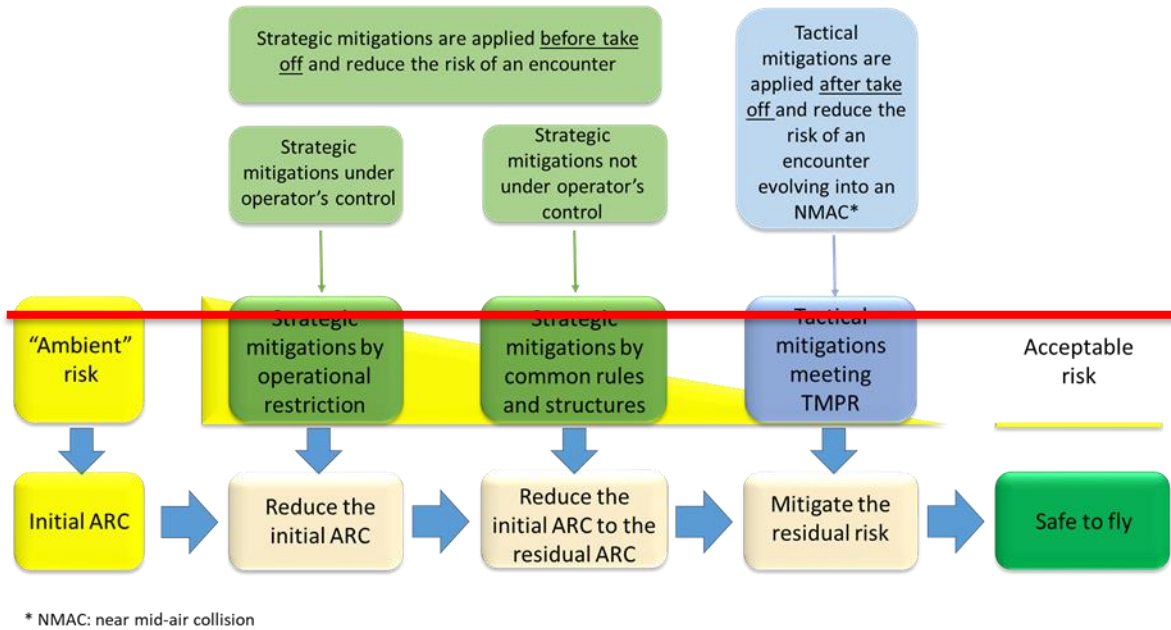 Strategic mitigations are applied before take
off and reduce the risk of an encounter
Tactical
mitigations are
applied after take
off and reduce the
risk of an
encounter
evolving into an
NMAC*
Strategic
mitigations under
operator’s control
Strategic
mitigations not
under operator’s
control
“Ambient”
risk
Strategic
mitigations by
operational
restriction
Strategic
mitigations by
common rules
and structures
Tactical
mitigations
meeting
TMPR
Acceptable
risk
Initial ARC
Reduce the
initial ARC
Reduce the
initial ARC to the
residual ARC
Mitigate the
residual risk
Safe to fly
* NMAC: near mid-air collision